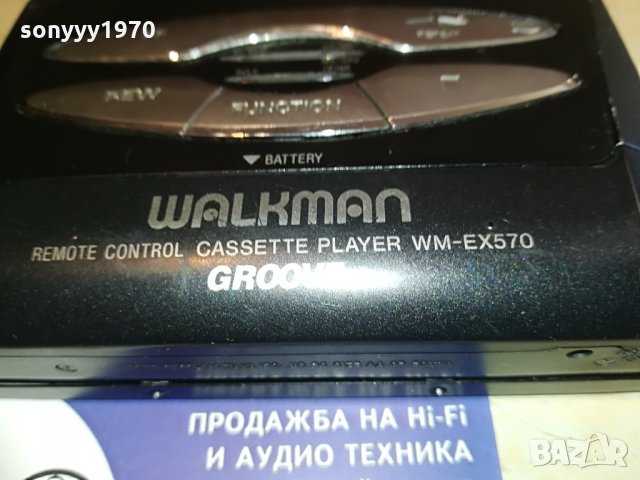 sonyyy1970
REW FUNCTION
BATTERY
WALKMAN
REMOTE CONTROL CASSETTE PLAYER WM-EX570
GROOVE
ПРОДАЖБА НА Hi-Fi
И АУДИО ТЕХНИКА
BAZAR